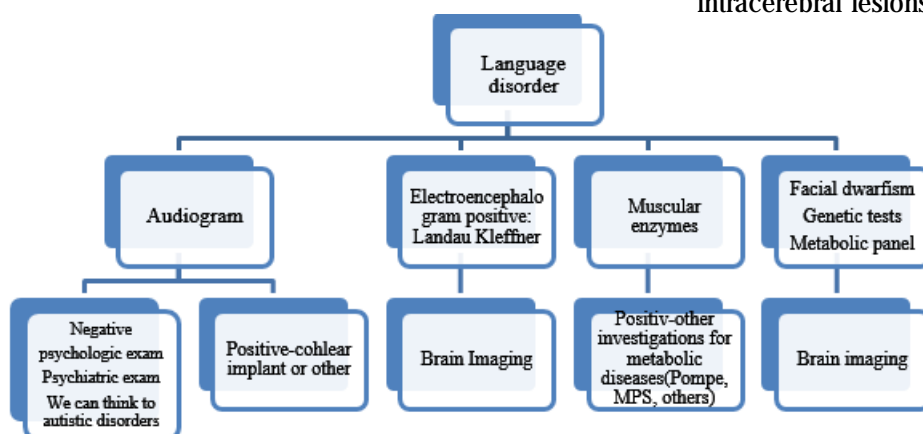 intracerebral lesions
Language
disorder
Audiogram
Electroencephalo
gram positive:
Landau Kleffner
Muscular
enzymes
Facial dwarfism
Genetic tests
Metabolic panel
Negative
psychologic exam
Psychiatric exam
We can think to
autistic disorders
Positive-cohlear
implant or other
Brain Imaging
Positiv-other
investigations for
metabolic
diseases(Pompe,
MPS, others)
Brain imaging